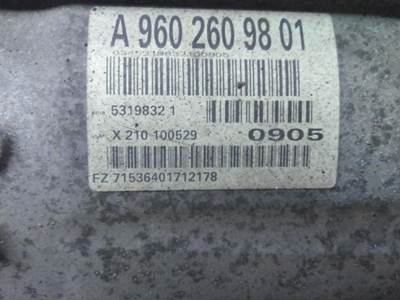 A 960 260 98 01
5319832 1
X 210 100529
0905
FZ 71536401712178